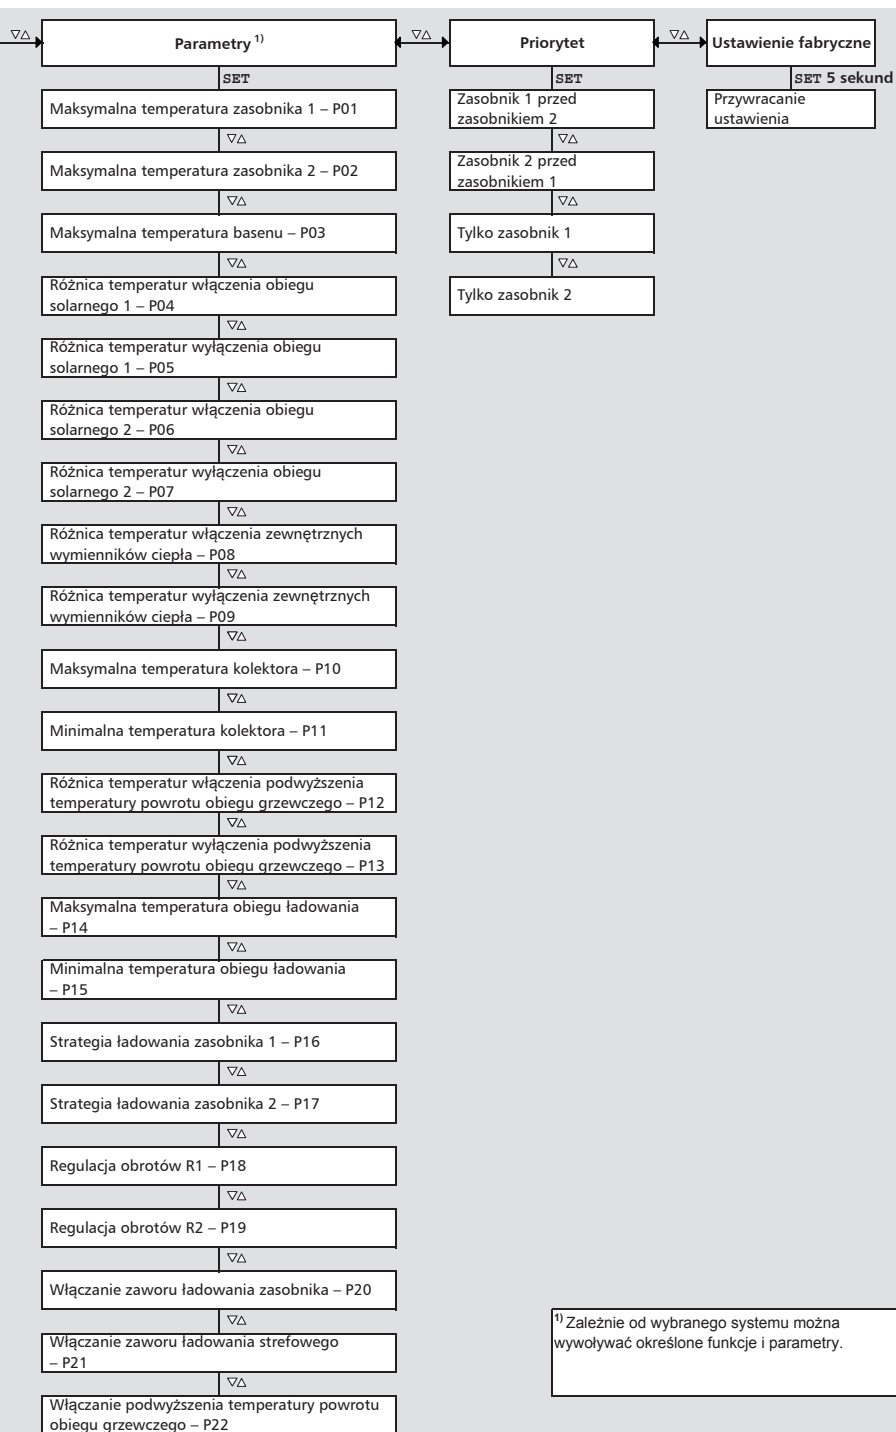 ▽△
Parametry 1)
▽△
Priorytet
▽△
Ustawienie fabryczne
SET
Maksymalna temperatura zasobnika 1 – P01
▽△
Maksymalna temperatura zasobnika 2 – P02
▽△
Maksymalna temperatura basenu – P03
▽△
Różnica temperatur włączenia obiegu
solarnego 1 – P04
▽△
Różnica temperatur wyłączenia obiegu
solarnego 1 – P05
▽△
Różnica temperatur włączenia obiegu
solarnego 2 – P06
▽△
Różnica temperatur wyłączenia obiegu
solarnego 2 – P07
▽△
Różnica temperatur włączenia zewnętrznych
wymienników ciepła – P08
▽△
Różnica temperatur wyłączenia zewnętrznych
wymienników ciepła – P09
▽△
Maksymalna temperatura kolektora – P10
▽△
Minimalna temperatura kolektora – P11
▽△
Różnica temperatur włączenia podwyższenia
temperatury powrotu obiegu grzewczego – P12
▽△
Różnica temperatur wyłączenia podwyższenia
temperatury powrotu obiegu grzewczego – P13
▽△
Maksymalna temperatura obiegu ładowania
– P14
▽△
Minimalna temperatura obiegu ładowania
– P15
▽△
Strategia ładowania zasobnika 1 – P16
▽△
Strategia ładowania zasobnika 2 – P17
▽△
Regulacja obrotów R1 – P18
▽△
Regulacja obrotów R2 – P19
▽△
Włączanie zaworu ładowania zasobnika – P20
▽△
Włączanie zaworu ładowania strefowego
– P21
▽△
Włączanie podwyższenia temperatury powrotu
obiegu grzewczego – P22
SET
Zasobnik 1 przed
zasobnikiem 2
▽△
Zasobnik 2 przed
zasobnikiem 1
▽△
Tylko zasobnik 1
▽△
Tylko zasobnik 2
SET 5 sekund
Przywracanie
ustawienia
1) Zależnie od wybranego systemu można
wywoływać określone funkcje i parametry.